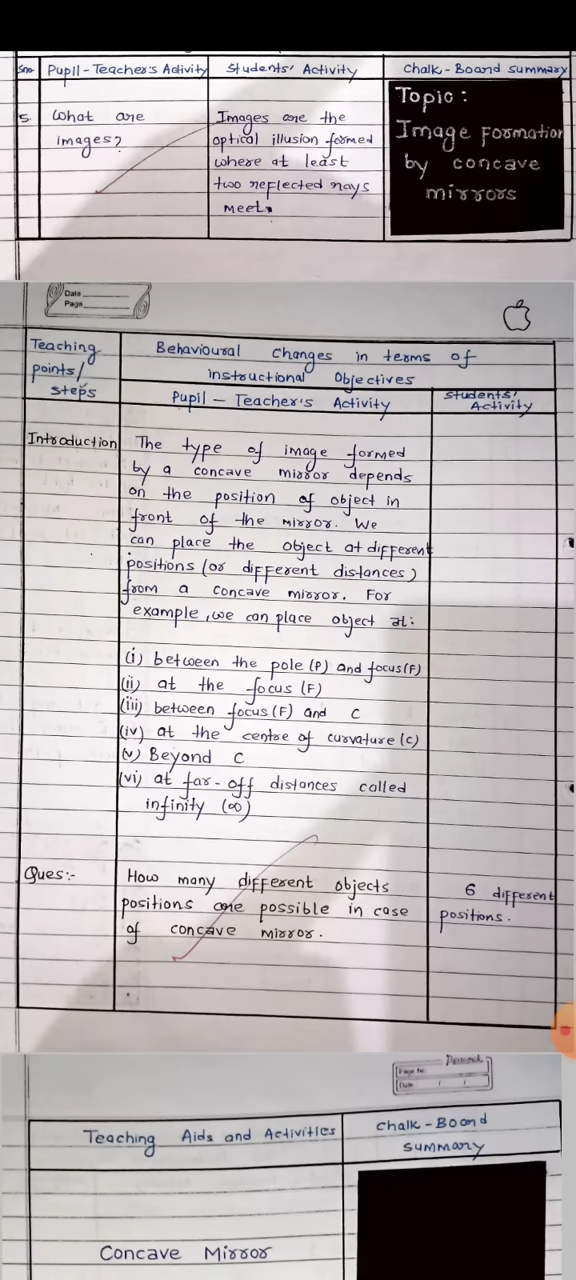 Sno. Pupil-Teacher's Activity Students' Activity Chalk-Board summary
5. What are images?
Images are the
optical illusion formed
where at least
two reflected rays
meet.
Topic:
Image Formation
by concave
mirrors
Date
Page
Teaching points/ steps
Behavioural Changes in terms of
Instructional Objectives
Pupil-Teacher's Activity
Students' Activity
Introduction
The type of image formed
by a concave mirror depends
on the position of object in
front of the mirror. We
can place the object at different
positions (or different distances)
from a concave mirror. For
example, we can place object at:
(i) between the pole (P) and focus (F)
(ii) at the focus (F)
(iii) between focus (F) and C
(iv) at the centre of curvature (C)
(v) Beyond C
(vi) at far-off distances called
infinity (∞)
Ques:-
How many different objects
positions are possible in case
of concave mirror.
6 different
positions.
Page No.
Date / /
Teaching Aids and Activities
Chalk-Board
summary
Concave Mirror